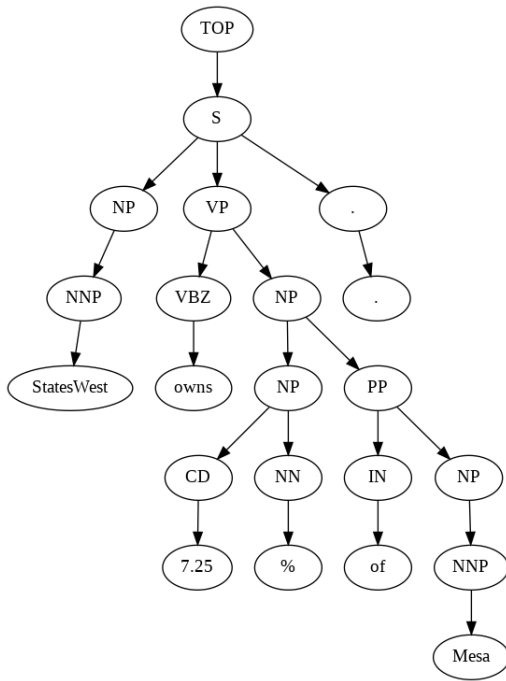 TOP
S
NP VP .
NNP VBZ NP .
StatesWest owns NP PP
CD NN IN NP
7.25 % of NNP
Mesa